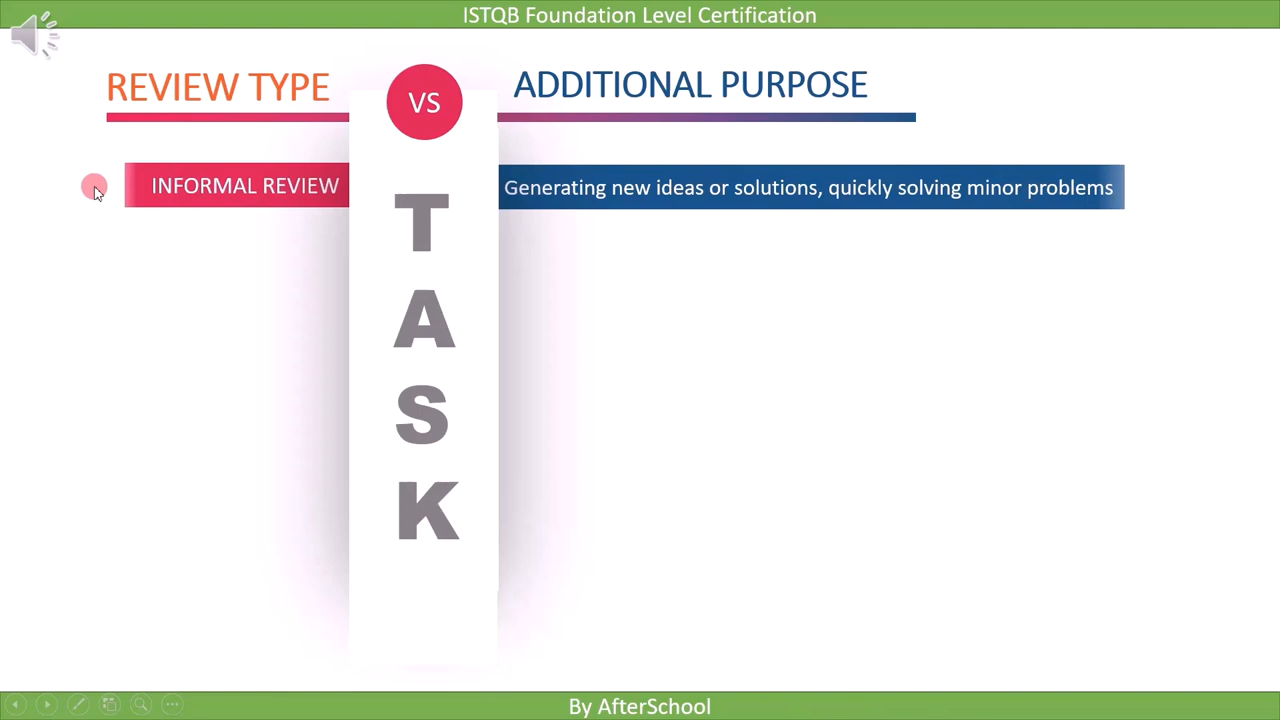 ISTQB Foundation Level Certification
REVIEW TYPE
VS
ADDITIONAL PURPOSE
INFORMAL REVIEW
Generating new ideas or solutions, quickly solving minor problems
T
A
S
K
By AfterSchool